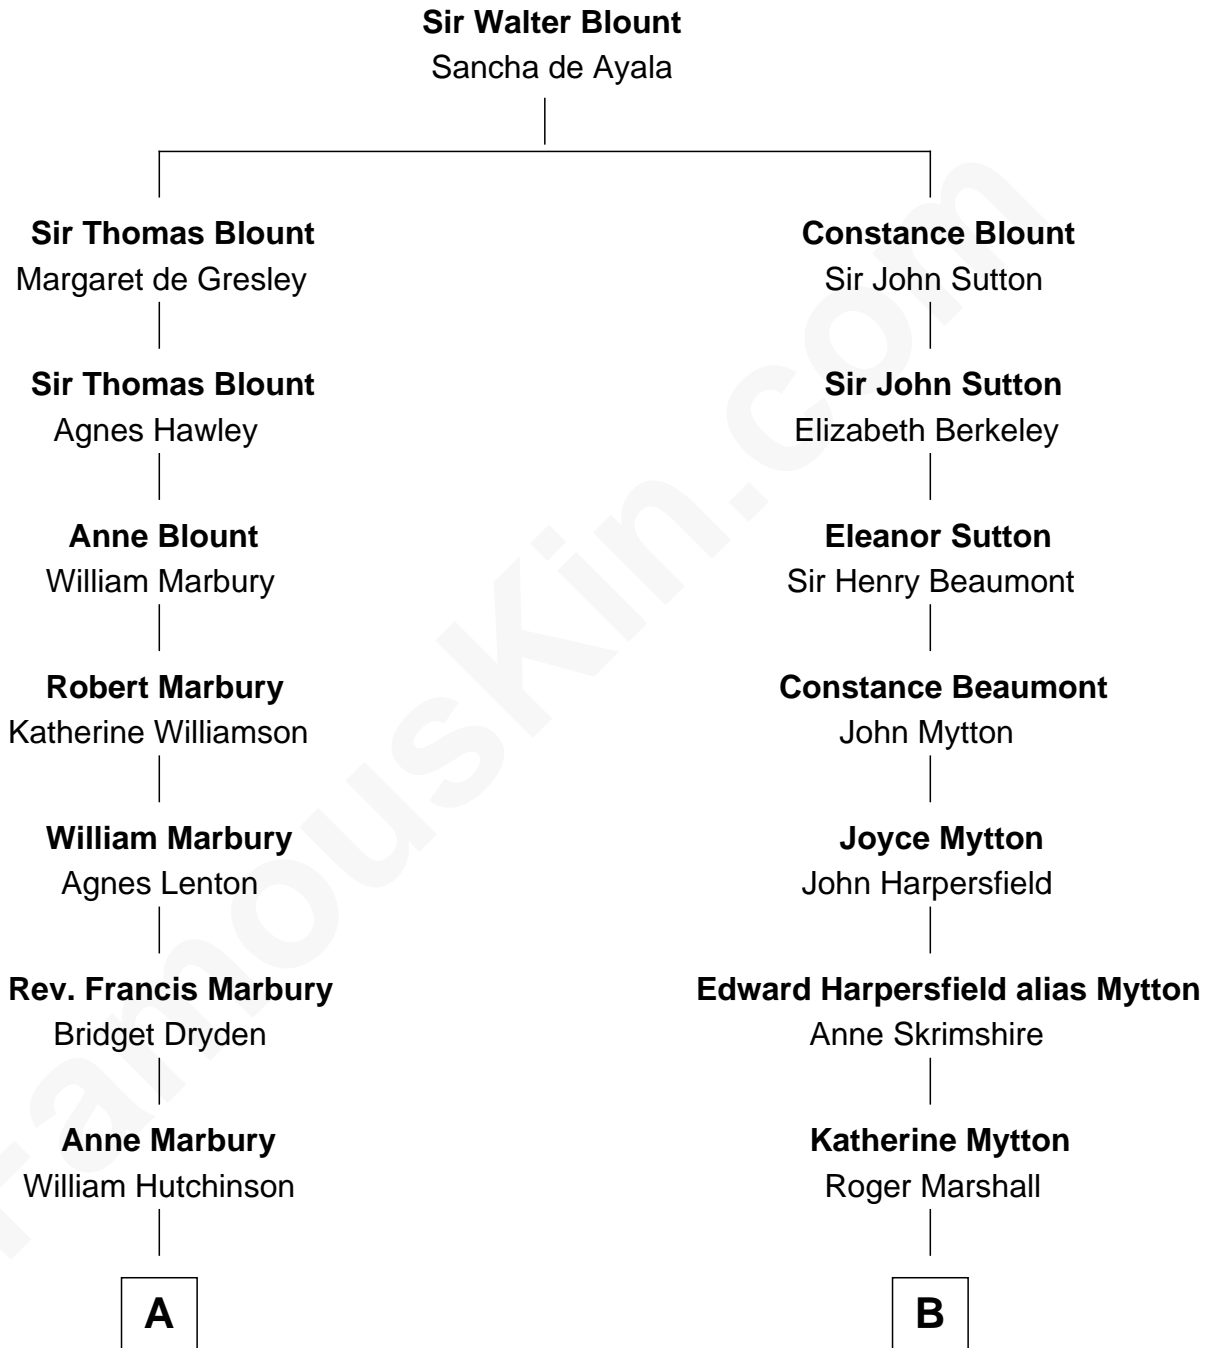 Sir Walter Blount
Sancha de Ayala
Sir Thomas Blount
Margaret de Gresley
Sir Thomas Blount
Agnes Hawley
Anne Blount
William Marbury
Robert Marbury
Katherine Williamson
William Marbury
Agnes Lenton
Rev. Francis Marbury
Bridget Dryden
Anne Marbury
William Hutchinson
A
Constance Blount
Sir John Sutton
Sir John Sutton
Elizabeth Berkeley
Eleanor Sutton
Sir Henry Beaumont
Constance Beaumont
John Mytton
Joyce Mytton
John Harpersfield
Edward Harpersfield alias Mytton
Anne Skrimshire
Katherine Mytton
Roger Marshall
B
FamousKin.com